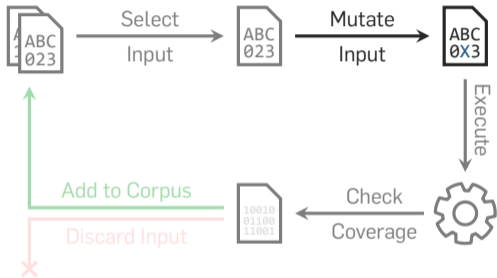 Select
Input
Mutate
Input
ABC
023
ABC
023
ABC
0X3
Execute
Check
Coverage
10010
01100
11001
Add to Corpus
Discard Input